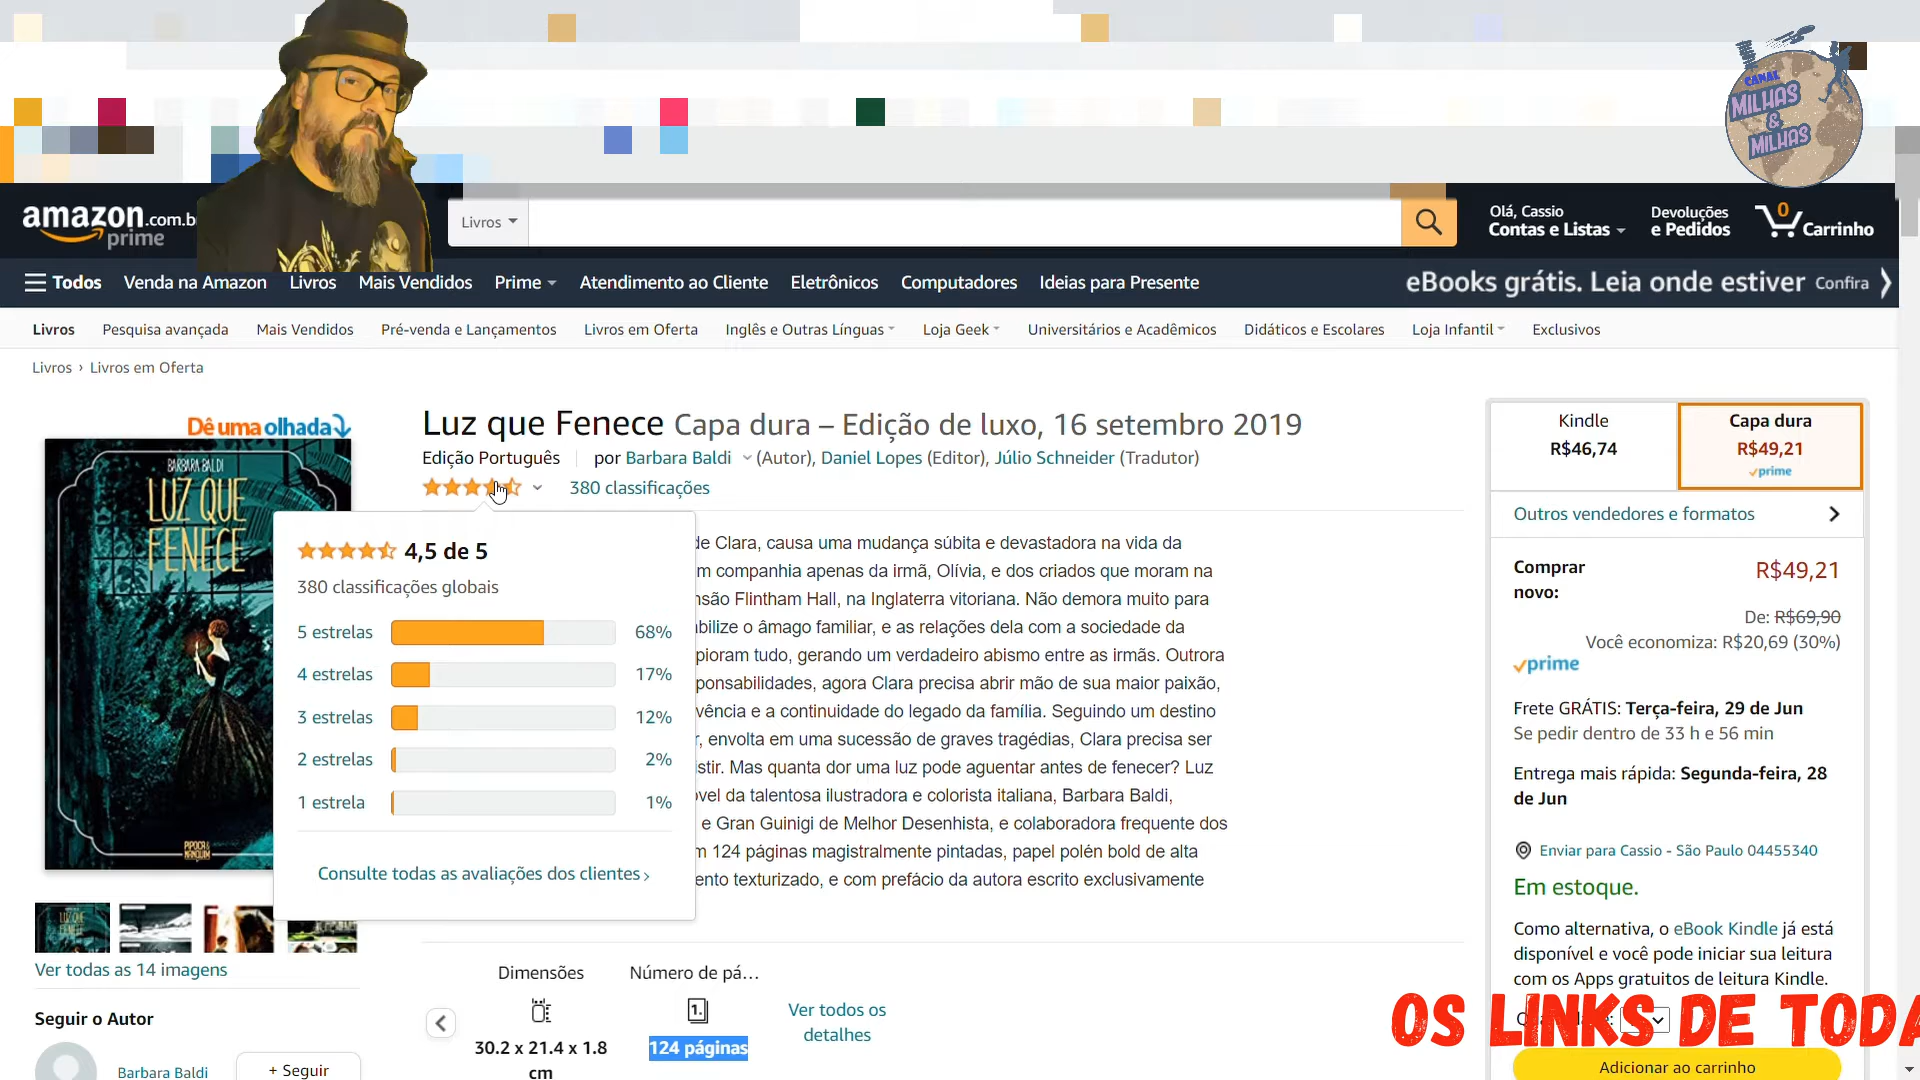 CANAL
MILHAS
&
MILHAS
amazon.com.b
prime
Livros
Olá, Cassio
Contas e Listas
Devoluções
e Pedidos
0
Carrinho
Todos
Venda na Amazon
Livros
Mais Vendidos
Prime
Atendimento ao Cliente
Eletrônicos
Computadores
Ideias para Presente
eBooks grátis. Leia onde estiver Confira
Livros
Pesquisa avançada
Mais Vendidos
Pré-venda e Lançamentos
Livros em Oferta
Inglês e Outras Línguas
Loja Geek
Universitários e Acadêmicos
Didáticos e Escolares
Loja Infantil
Exclusivos
Livros › Livros em Oferta
Dê uma olhada
BARBARA BALDI
LUZ QUE
FENECE
PIPOCA &
NANQUIM
Ver todas as 14 imagens
Seguir o Autor
Barbara Baldi
+ Seguir
Luz que Fenece Capa dura – Edição de luxo, 16 setembro 2019
Edição Português
por Barbara Baldi (Autor), Daniel Lopes (Editor), Júlio Schneider (Tradutor)
380 classificações
4,5 de 5
380 classificações globais
5 estrelas 68%
4 estrelas 17%
3 estrelas 12%
2 estrelas 2%
1 estrela 1%
Consulte todas as avaliações dos clientes ›
de Clara, causa uma mudança súbita e devastadora na vida da
m companhia apenas da irmã, Olívia, e dos criados que moram na
nsão Flintham Hall, na Inglaterra vitoriana. Não demora muito para
bilize o âmago familiar, e as relações dela com a sociedade da
pioram tudo, gerando um verdadeiro abismo entre as irmãs. Outrora
ponsabilidades, agora Clara precisa abrir mão de sua maior paixão,
vência e a continuidade do legado da família. Seguindo um destino
r, envolta em uma sucessão de graves tragédias, Clara precisa ser
stir. Mas quanta dor uma luz pode aguentar antes de fenecer? Luz
vel da talentosa ilustradora e colorista italiana, Barbara Baldi,
e Gran Guinigi de Melhor Desenhista, e colaboradora frequente dos
m 124 páginas magistralmente pintadas, papel polén bold de alta
ento texturizado, e com prefácio da autora escrito exclusivamente
Dimensões
30.2 x 21.4 x 1.8
cm
Número de pá…
124 páginas
Ver todos os
detalhes
Kindle
R$46,74
Capa dura
R$49,21
prime
Outros vendedores e formatos
Comprar
novo:
R$49,21
De: R$69,90
Você economiza: R$20,69 (30%)
prime
Frete GRÁTIS: Terça-feira, 29 de Jun
Se pedir dentro de 33 h e 56 min
Entrega mais rápida: Segunda-feira, 28
de Jun
Enviar para Cassio - São Paulo 04455340
Em estoque.
Como alternativa, o eBook Kindle já está
disponível e você pode iniciar sua leitura
com os Apps gratuitos de leitura Kindle.
OS LINKS DE TODA
Adicionar ao carrinho